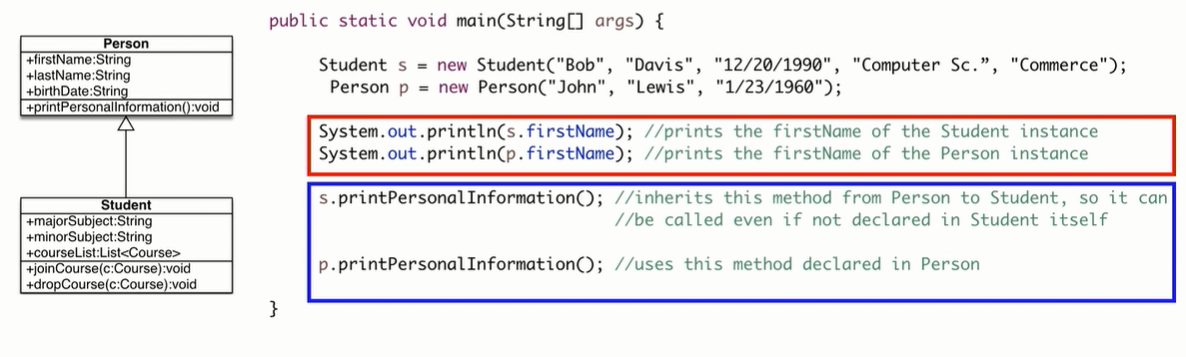 Person
+firstName:String
+lastName:String
+birthDate:String
+printPersonalInformation():void
Student
+majorSubject:String
+minorSubject:String
+courseList:List<Course>
+joinCourse(c:Course):void
+dropCourse(c:Course):void
public static void main(String[] args) {
Student s = new Student("Bob", "Davis", "12/20/1990", "Computer Sc.”, "Commerce");
Person p = new Person("John", "Lewis", "1/23/1960");
System.out.println(s.firstName); //prints the firstName of the Student instance
System.out.println(p.firstName); //prints the firstName of the Person instance
s.printPersonalInformation(); //inherits this method from Person to Student, so it can
//be called even if not declared in Student itself
p.printPersonalInformation(); //uses this method declared in Person
}